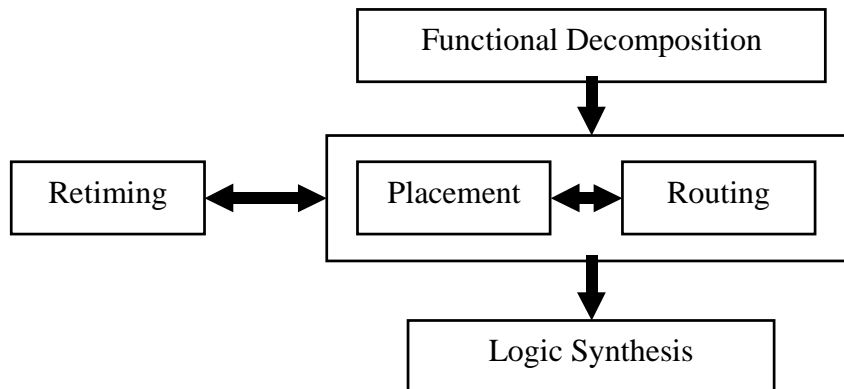 Functional Decomposition
Retiming
Placement
Routing
Logic Synthesis